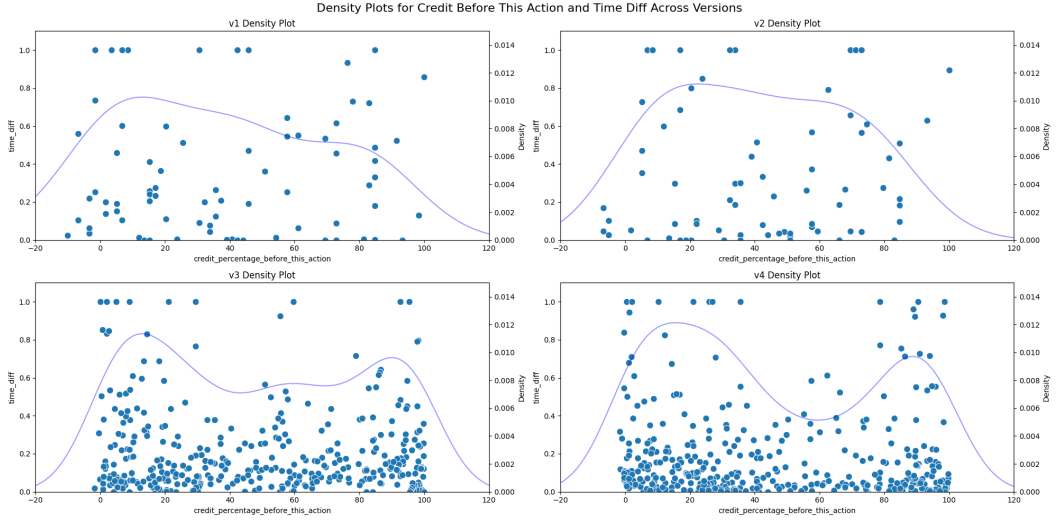 Density Plots for Credit Before This Action and Time Diff Across Versions
v1 Density Plot
1.0
0.8
0.6
0.4
0.2
0.0
time_diff
0.014
0.012
0.010
0.008
0.006
0.004
0.002
0.000
Density
-20 0 20 40 60 80 100 120
credit_percentage_before_this_action
v2 Density Plot
1.0
0.8
0.6
0.4
0.2
0.0
time_diff
0.014
0.012
0.010
0.008
0.006
0.004
0.002
0.000
Density
-20 0 20 40 60 80 100 120
credit_percentage_before_this_action
v3 Density Plot
1.0
0.8
0.6
0.4
0.2
0.0
time_diff
0.014
0.012
0.010
0.008
0.006
0.004
0.002
0.000
Density
-20 0 20 40 60 80 100 120
credit_percentage_before_this_action
v4 Density Plot
1.0
0.8
0.6
0.4
0.2
0.0
time_diff
0.014
0.012
0.010
0.008
0.006
0.004
0.002
0.000
Density
-20 0 20 40 60 80 100 120
credit_percentage_before_this_action